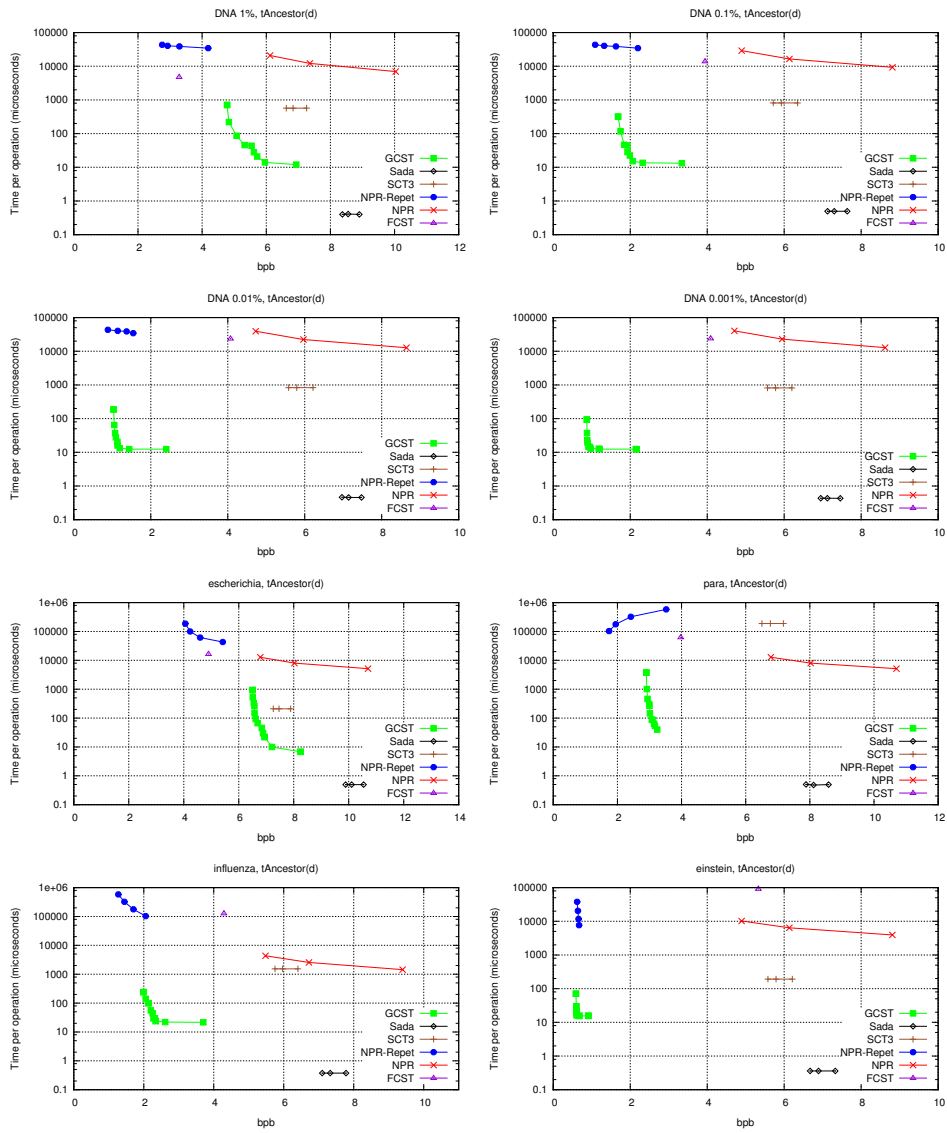 DNA 1%, tAncestor(d)
Time per operation (microseconds)
100000
10000
1000
100
10
1
0.1
0 2 4 6 8 10 12
bpb
GCST
Sada
SCT3
NPR-Repet
NPR
FCST
DNA 0.1%, tAncestor(d)
Time per operation (microseconds)
100000
10000
1000
100
10
1
0.1
0 2 4 6 8 10
bpb
GCST
Sada
SCT3
NPR-Repet
NPR
FCST
DNA 0.01%, tAncestor(d)
Time per operation (microseconds)
100000
10000
1000
100
10
1
0.1
0 2 4 6 8 10
bpb
GCST
Sada
SCT3
NPR-Repet
NPR
FCST
DNA 0.001%, tAncestor(d)
Time per operation (microseconds)
100000
10000
1000
100
10
1
0.1
0 2 4 6 8 10
bpb
GCST
Sada
SCT3
NPR-Repet
NPR
FCST
escherichia, tAncestor(d)
Time per operation (microseconds)
1e+06
100000
10000
1000
100
10
1
0.1
0 2 4 6 8 10 12 14
bpb
GCST
Sada
SCT3
NPR-Repet
NPR
FCST
para, tAncestor(d)
Time per operation (microseconds)
1e+06
100000
10000
1000
100
10
1
0.1
0 2 4 6 8 10 12
bpb
GCST
Sada
SCT3
NPR-Repet
NPR
FCST
influenza, tAncestor(d)
Time per operation (microseconds)
1e+06
100000
10000
1000
100
10
1
0.1
0 2 4 6 8 10
bpb
GCST
Sada
SCT3
NPR-Repet
NPR
FCST
einstein, tAncestor(d)
Time per operation (microseconds)
100000
10000
1000
100
10
1
0.1
0 2 4 6 8 10
bpb
GCST
Sada
SCT3
NPR-Repet
NPR
FCST